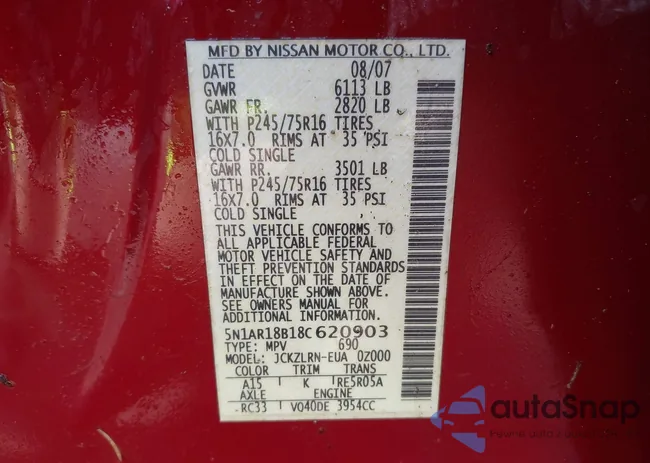 MFD BY NISSAN MOTOR CO., LTD.
DATE 08/07
GVWR 6113 LB
GAWR FR. 2820 LB
WITH P245/75R16 TIRES
16X7.0 RIMS AT 35 PSI
COLD SINGLE
GAWR RR. 3501 LB
WITH P245/75R16 TIRES
16X7.0 RIMS AT 35 PSI
COLD SINGLE
THIS VEHICLE CONFORMS TO
ALL APPLICABLE FEDERAL
MOTOR VEHICLE SAFETY AND
THEFT PREVENTION STANDARDS
IN EFFECT ON THE DATE OF
MANUFACTURE SHOWN ABOVE.
SEE OWNERS MANUAL FOR
ADDITIONAL INFORMATION.
5N1AR18B18C620903
TYPE: MPV 690
MODEL: JCKZLRN-EUA 0Z000
COLOR TRIM TRANS
A15 K RE5R05A
AXLE ENGINE
RC33 VQ40DE 3954CC
autoSnap